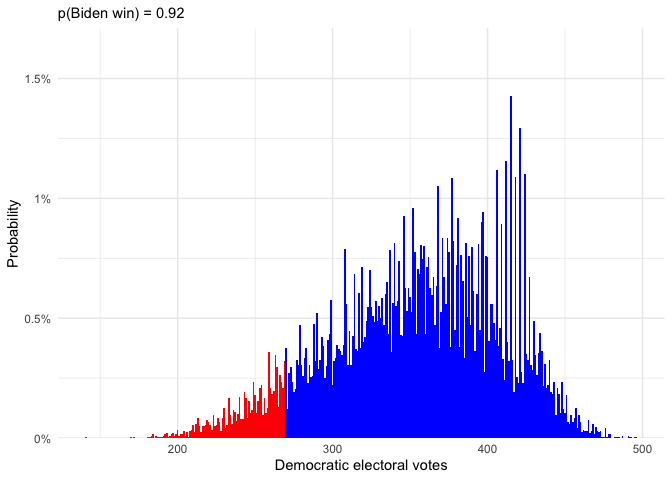 p(Biden win) = 0.92
1.5%
1%
0.5%
0%
Probability
200
300
400
500
Democratic electoral votes